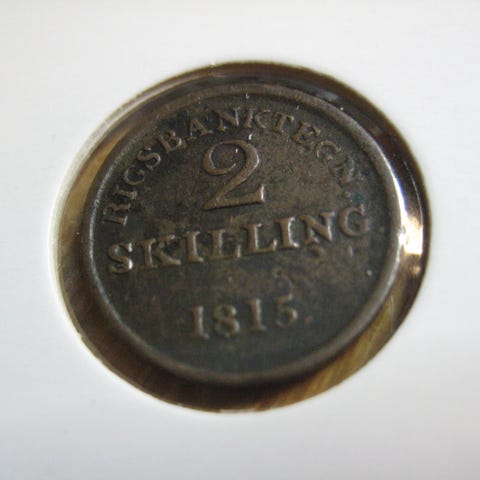 RIGSBANKTEGN.
2
SKILLING
1815.